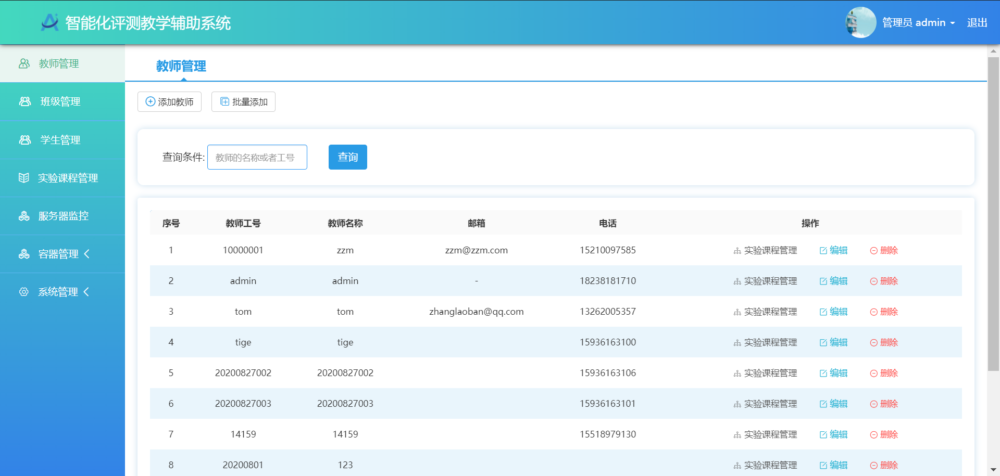 智能化评测教学辅助系统
管理员 admin 退出
教师管理
班级管理
学生管理
实验课程管理
服务器监控
容器管理
系统管理
教师管理
添加教师 批量添加
查询条件: 教师的名称或者工号 查询
序号 教师工号 教师名称 邮箱 电话 操作
1 10000001 zzm zzm@zzm.com 15210097585 实验课程管理 编辑 删除
2 admin admin - 18238181710 实验课程管理 编辑 删除
3 tom tom zhanglaoban@qq.com 13262005357 实验课程管理 编辑 删除
4 tige tige 15936163100 实验课程管理 编辑 删除
5 20200827002 20200827002 15936163106 实验课程管理 编辑 删除
6 20200827003 20200827003 15936163101 实验课程管理 编辑 删除
7 14159 14159 15518979130 实验课程管理 编辑 删除
8 20200801 123 实验课程管理 编辑 删除